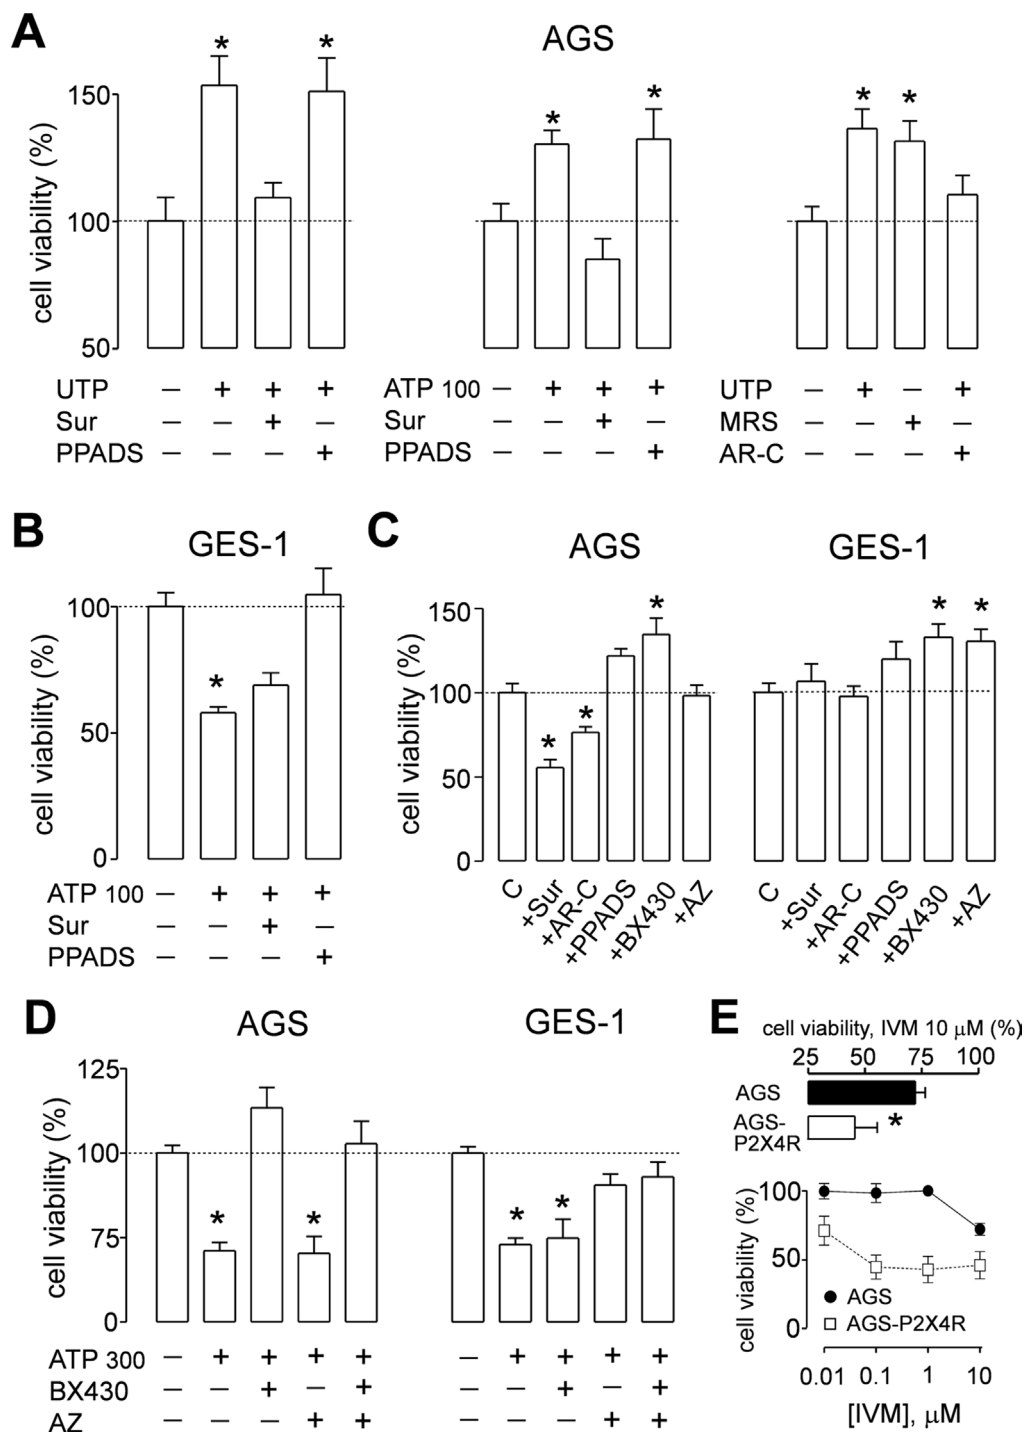 A
AGS
cell viability (%)
150
100
50
* * * * * *
UTP − + + +
Sur − − + −
PPADS − − − +
ATP 100 − + + +
Sur − − + −
PPADS − − − +
UTP − + − +
MRS − − + −
AR-C − − − +
B
GES-1
cell viability (%)
100
50
0
*
ATP 100 − + + +
Sur − − + −
PPADS − − − +
C
AGS
GES-1
cell viability (%)
150
100
50
0
* * * * *
C +Sur +AR-C +PPADS +BX430 +AZ
C +Sur +AR-C +PPADS +BX430 +AZ
D
AGS
GES-1
cell viability (%)
125
100
75
0
* * * *
ATP 300 − + + + + − + + + +
BX430 − − + − + − − + − +
AZ − − − + + − − − + +
E
cell viability, IVM 10 µM (%)
25 50 75 100
AGS
AGS-
P2X4R
*
cell viability (%)
100
50
0
AGS
AGS-P2X4R
0.01 0.1 1 10
[IVM], µM